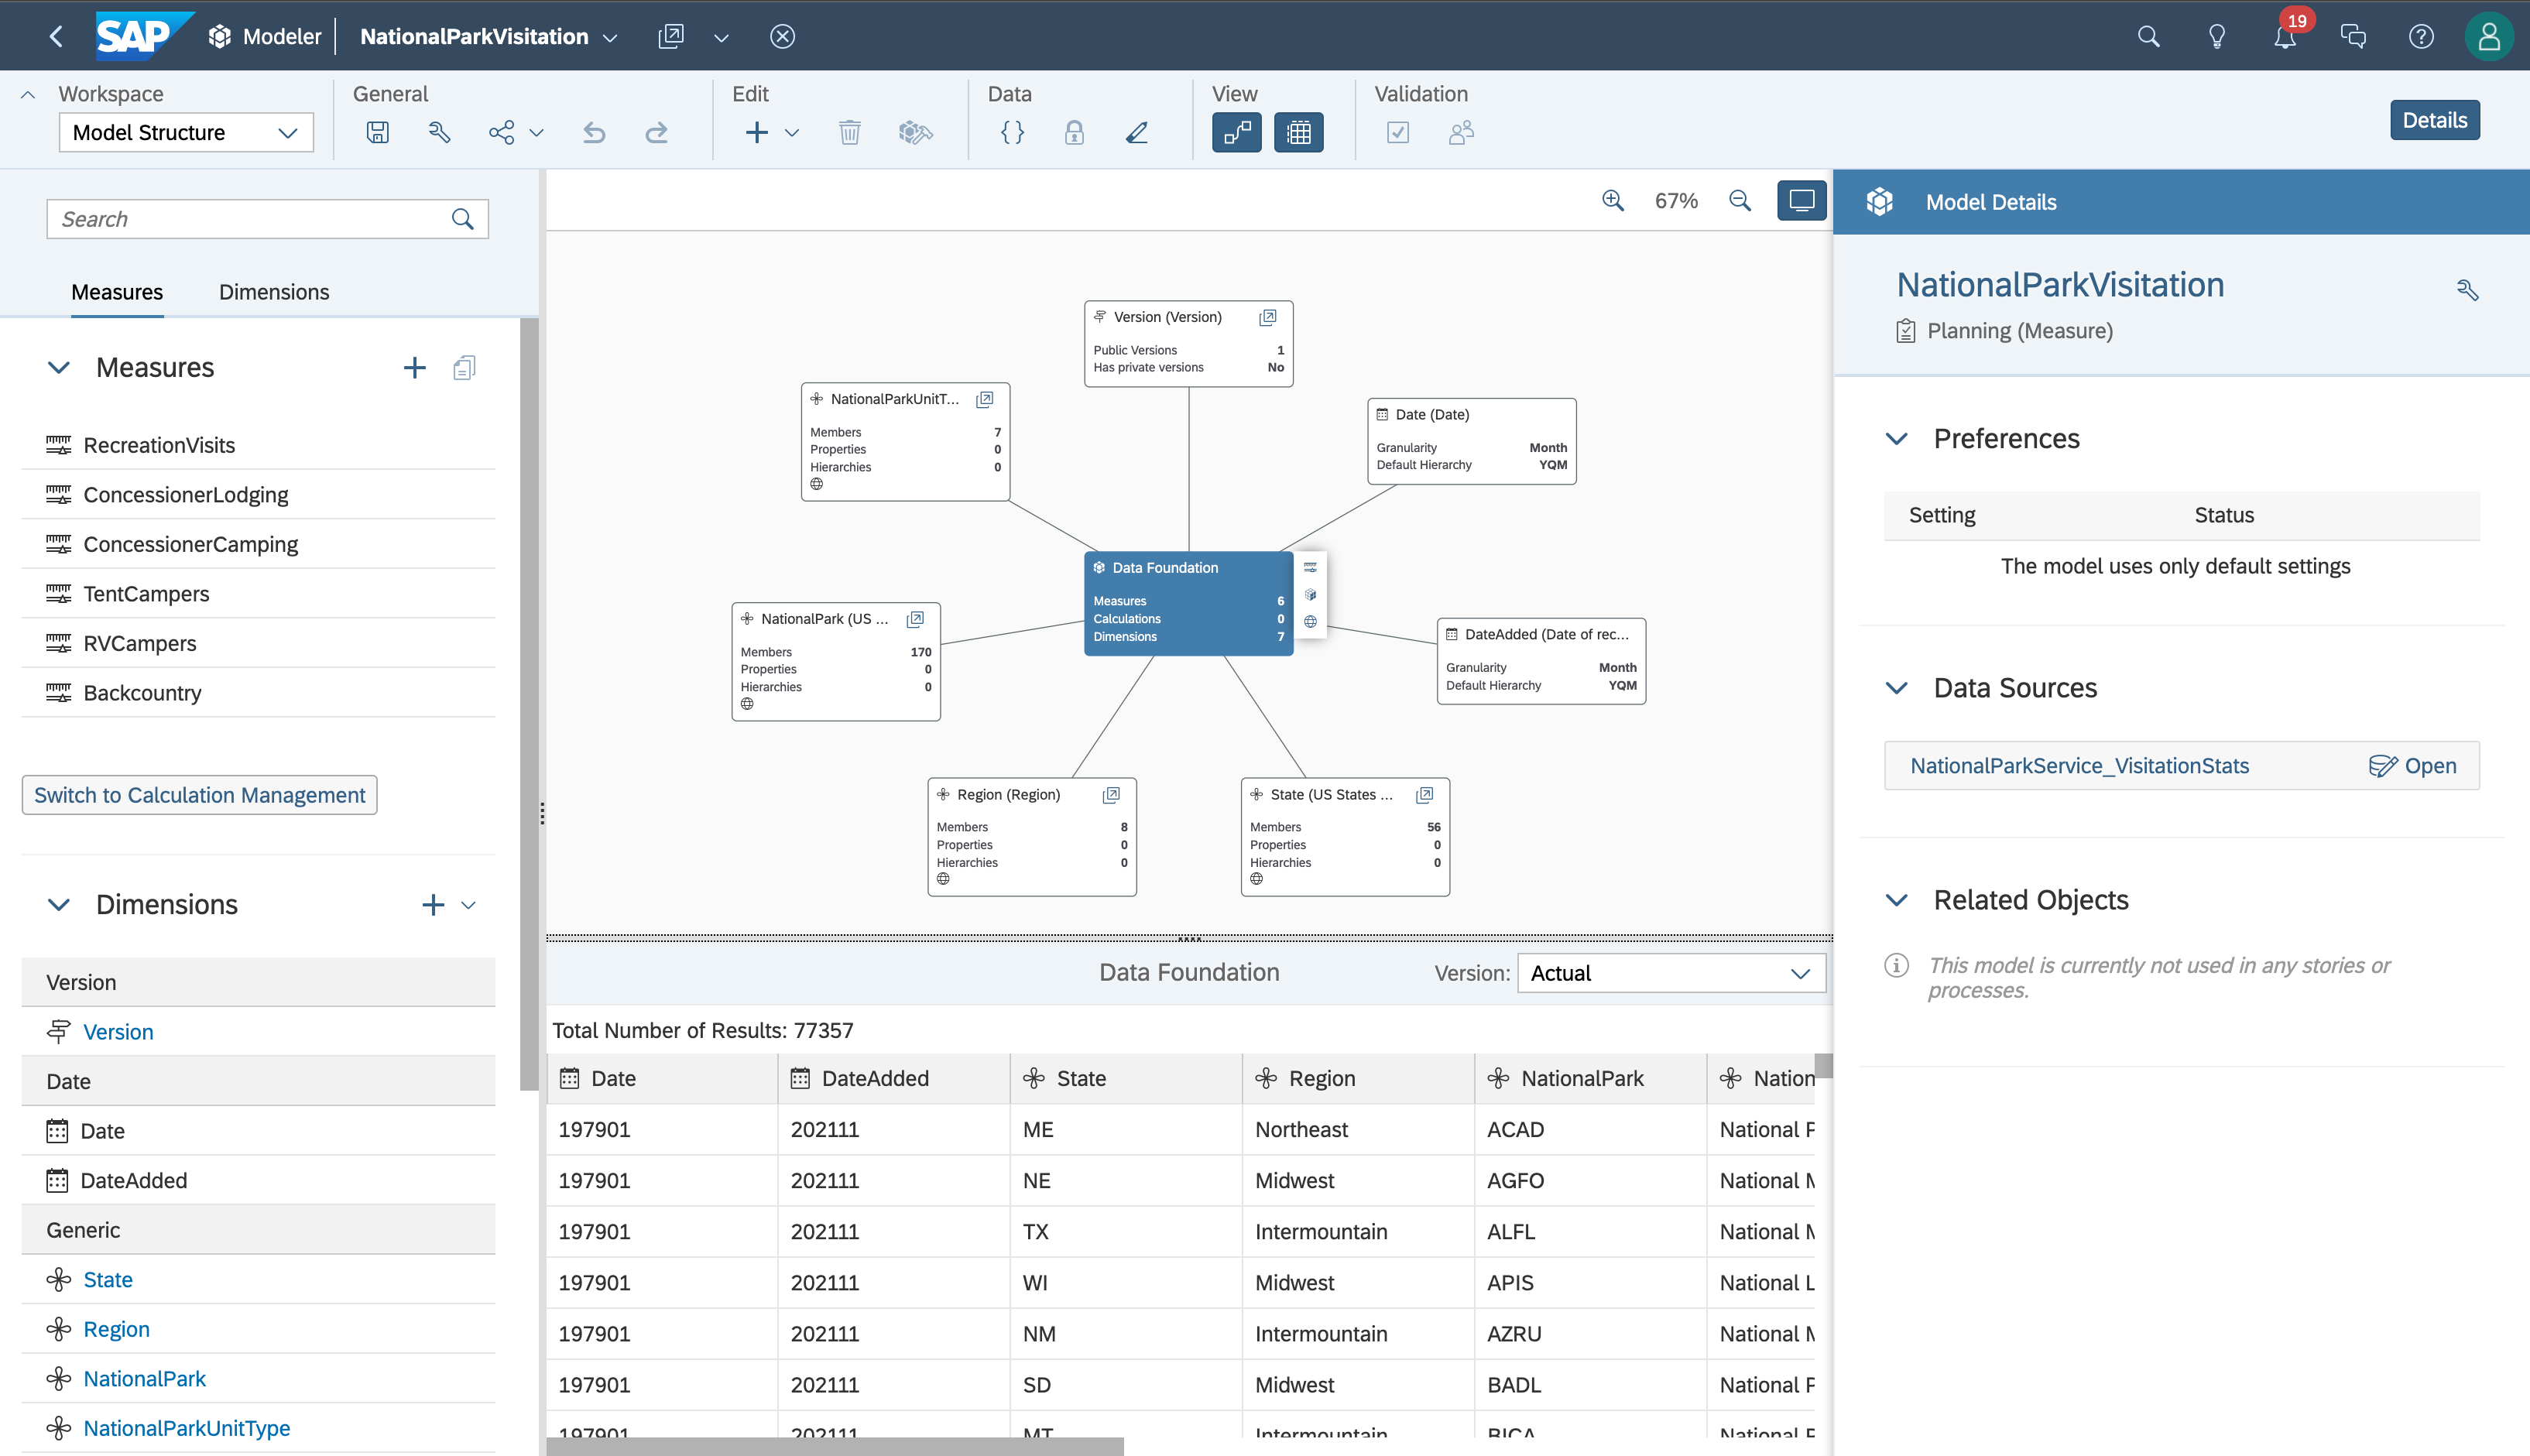 SAP Modeler NationalParkVisitation 19
Workspace General Edit Data View Validation
Model Structure Details
Search
Measures Dimensions
Measures
RecreationVisits
ConcessionerLodging
ConcessionerCamping
TentCampers
RVCampers
Backcountry
Switch to Calculation Management
Dimensions
Version
Version
Date
Date
DateAdded
Generic
State
Region
NationalPark
NationalParkUnitType
67%
Version (Version)
Public Versions 1
Has private versions No
NationalParkUnitT...
Members 7
Properties 0
Hierarchies 0
Date (Date)
Granularity Month
Default Hierarchy YQM
Data Foundation
Measures 6
Calculations 0
Dimensions 7
NationalPark (US ...
Members 170
Properties 0
Hierarchies 0
DateAdded (Date of rec...
Granularity Month
Default Hierarchy YQM
Region (Region)
Members 8
Properties 0
Hierarchies 0
State (US States ...
Members 56
Properties 0
Hierarchies 0
Data Foundation Version: Actual
Total Number of Results: 77357
Date DateAdded State Region NationalPark Nation
197901 202111 ME Northeast ACAD National P
197901 202111 NE Midwest AGFO National M
197901 202111 TX Intermountain ALFL National M
197901 202111 WI Midwest APIS National L
197901 202111 NM Intermountain AZRU National M
197901 202111 SD Midwest BADL National P
197901 202111 MT Intermountain BICA National
Model Details
NationalParkVisitation
Planning (Measure)
Preferences
Setting Status
The model uses only default settings
Data Sources
NationalParkService_VisitationStats Open
Related Objects
This model is currently not used in any stories or
processes.